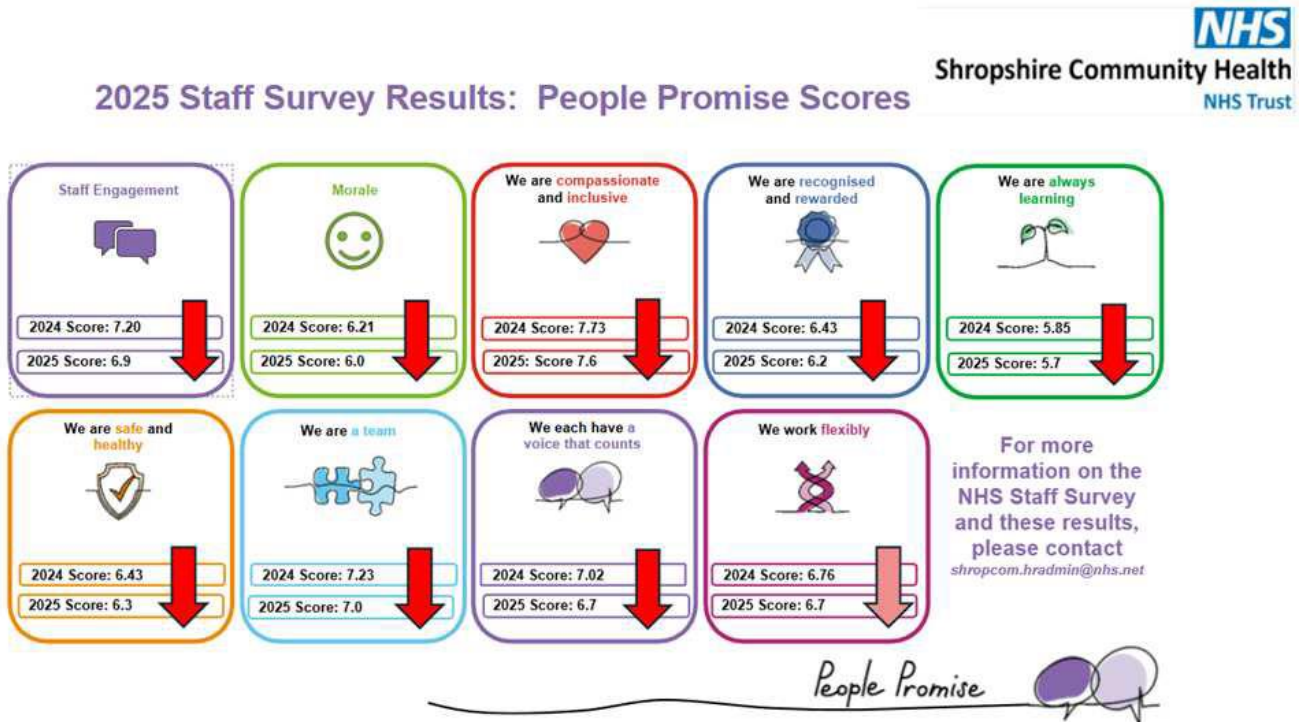 NHS
Shropshire Community Health
NHS Trust
2025 Staff Survey Results: People Promise Scores
Staff Engagement
2024 Score: 7.20
2025 Score: 6.9
Morale
2024 Score: 6.21
2025 Score: 6.0
We are compassionate
and inclusive
2024 Score: 7.73
2025: Score 7.6
We are recognised
and rewarded
2024 Score: 6.43
2025 Score: 6.2
We are always
learning
2024 Score: 5.85
2025 Score: 5.7
We are safe and
healthy
2024 Score: 6.43
2025 Score: 6.3
We are a team
2024 Score: 7.23
2025 Score: 7.0
We each have a
voice that counts
2024 Score: 7.02
2025 Score: 6.7
We work flexibly
2024 Score: 6.76
2025 Score: 6.7
For more
information on the
NHS Staff Survey
and these results,
please contact
shropcom.hradmin@nhs.net
People Promise